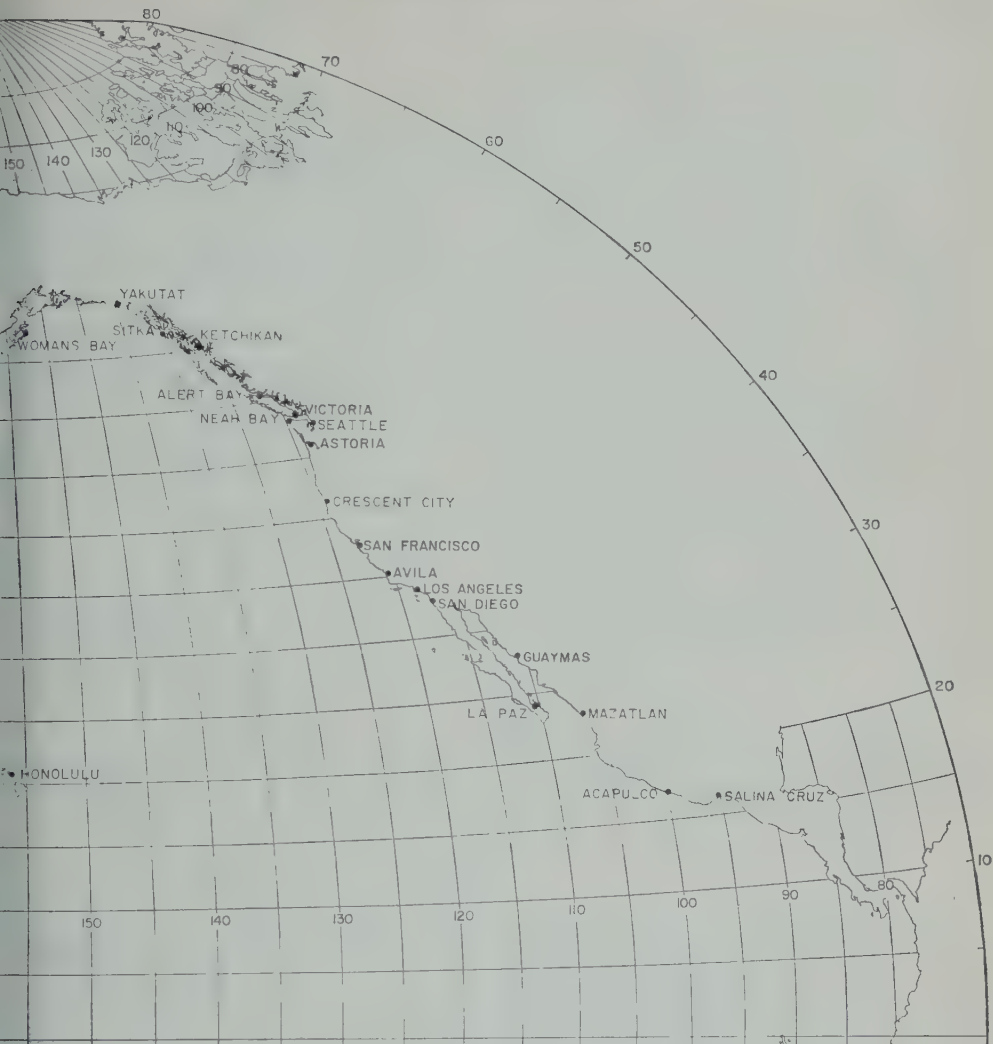 80
70
80
90
100
110
120
130
140
150
60
50
YAKUTAT
SITKA
KETCHIKAN
WOMANS BAY
40
ALERT BAY
VICTORIA
NEAH BAY
SEATTLE
ASTORIA
CRESCENT CITY
30
SAN FRANCISCO
AVILA
LOS ANGELES
SAN DIEGO
GUAYMAS
20
LA PAZ
MAZATLAN
HONOLULU
ACAPULCO
SALINA CRUZ
10
150
140
130
120
110
100
90
80